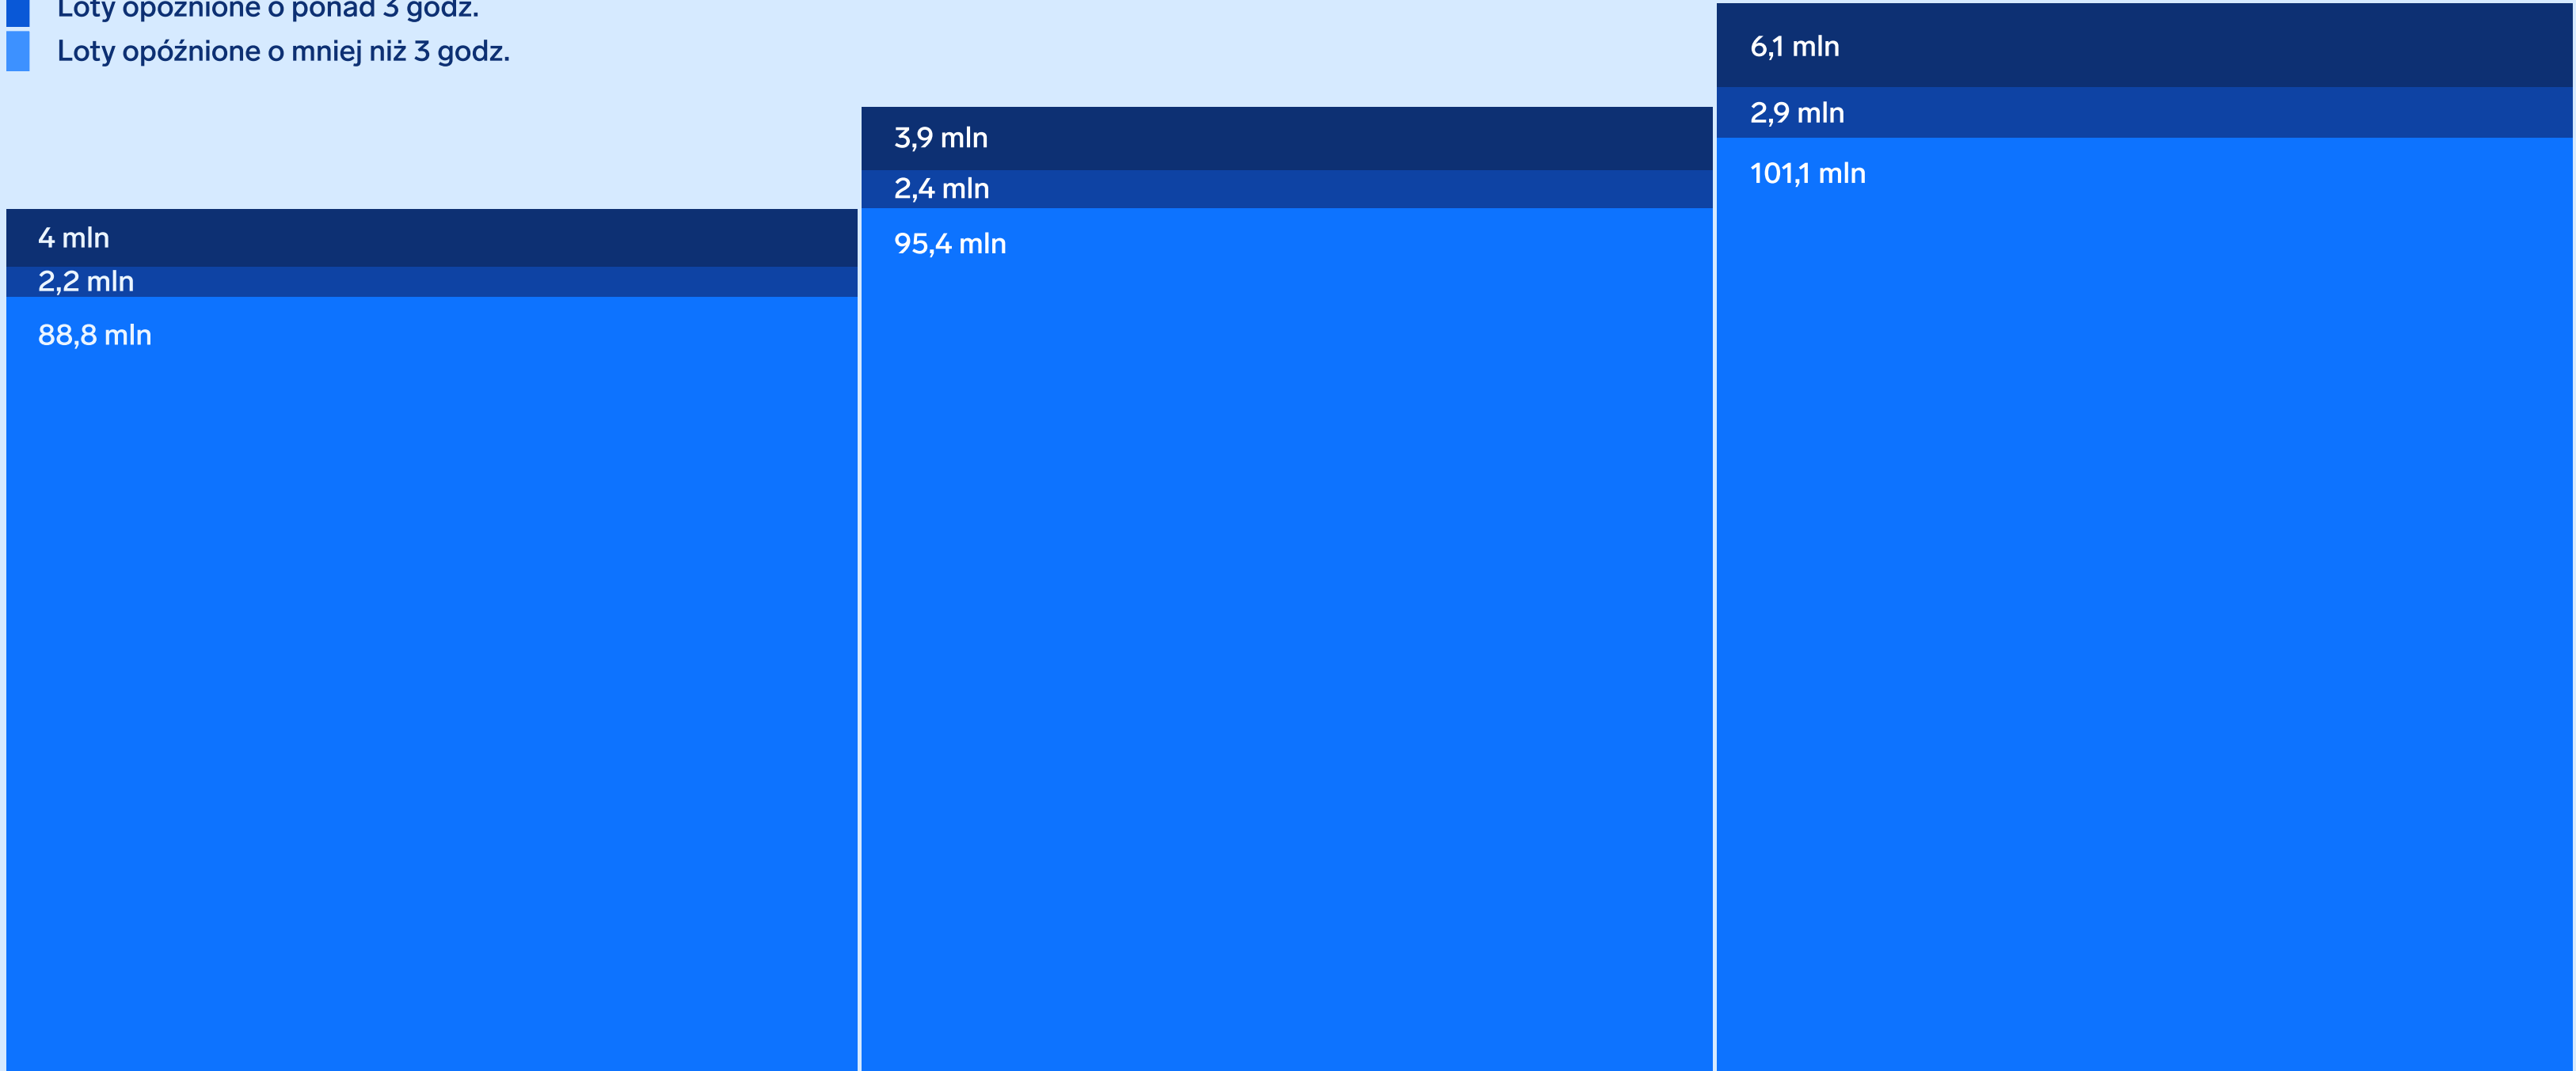 Loty opóźnione o ponad 3 godz.
Loty opóźnione o mniej niż 3 godz.
4 mln
2,2 mln
88,8 mln
3,9 mln
2,4 mln
95,4 mln
6,1 mln
2,9 mln
101,1 mln